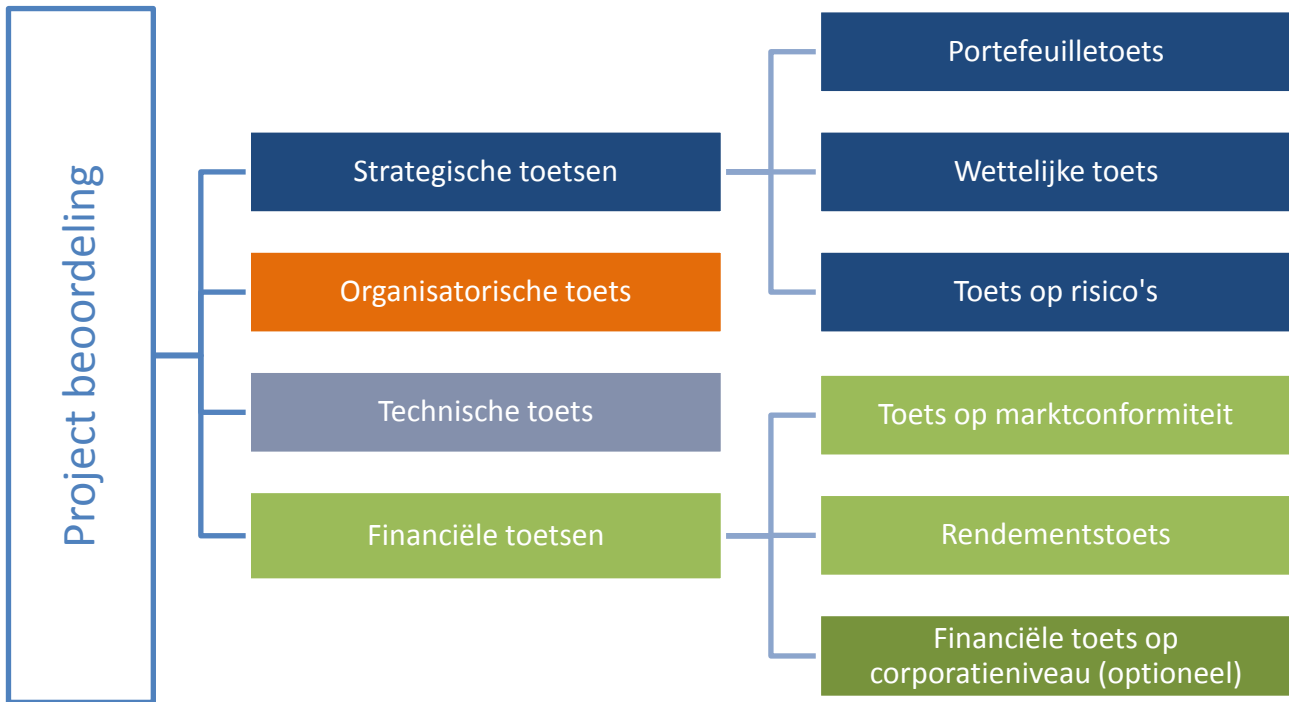 Project beoordeling
Strategische toetsen
Portefeuilletoets
Wettelijke toets
Toets op risico's
Organisatorische toets
Technische toets
Financiële toetsen
Toets op marktconformiteit
Rendementstoets
Financiële toets op
corporatieniveau (optioneel)